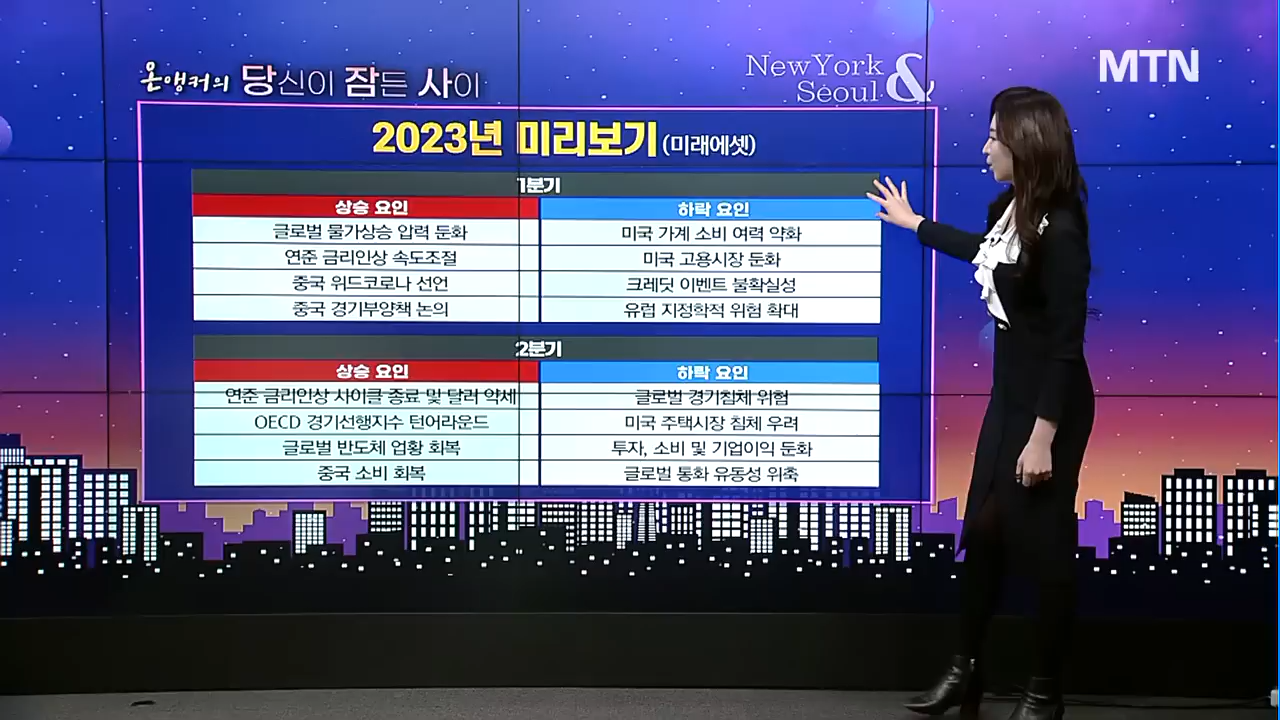 온앵커의 당신이 잠든 사이
NewYork & Seoul
MTN
2023년 미리보기(미래에셋)
1분기
상승 요인 하락 요인
글로벌 물가상승 압력 둔화 미국 가계 소비 여력 약화
연준 금리인상 속도조절 미국 고용시장 둔화
중국 위드코로나 선언 크레딧 이벤트 불확실성
중국 경기부양책 논의 유럽 지정학적 위험 확대
2분기
상승 요인 하락 요인
연준 금리인상 사이클 종료 및 달러 약세 글로벌 경기침체 위험
OECD 경기선행지수 턴어라운드 미국 주택시장 침체 우려
글로벌 반도체 업황 회복 투자, 소비 및 기업이익 둔화
중국 소비 회복 글로벌 통화 유동성 위축